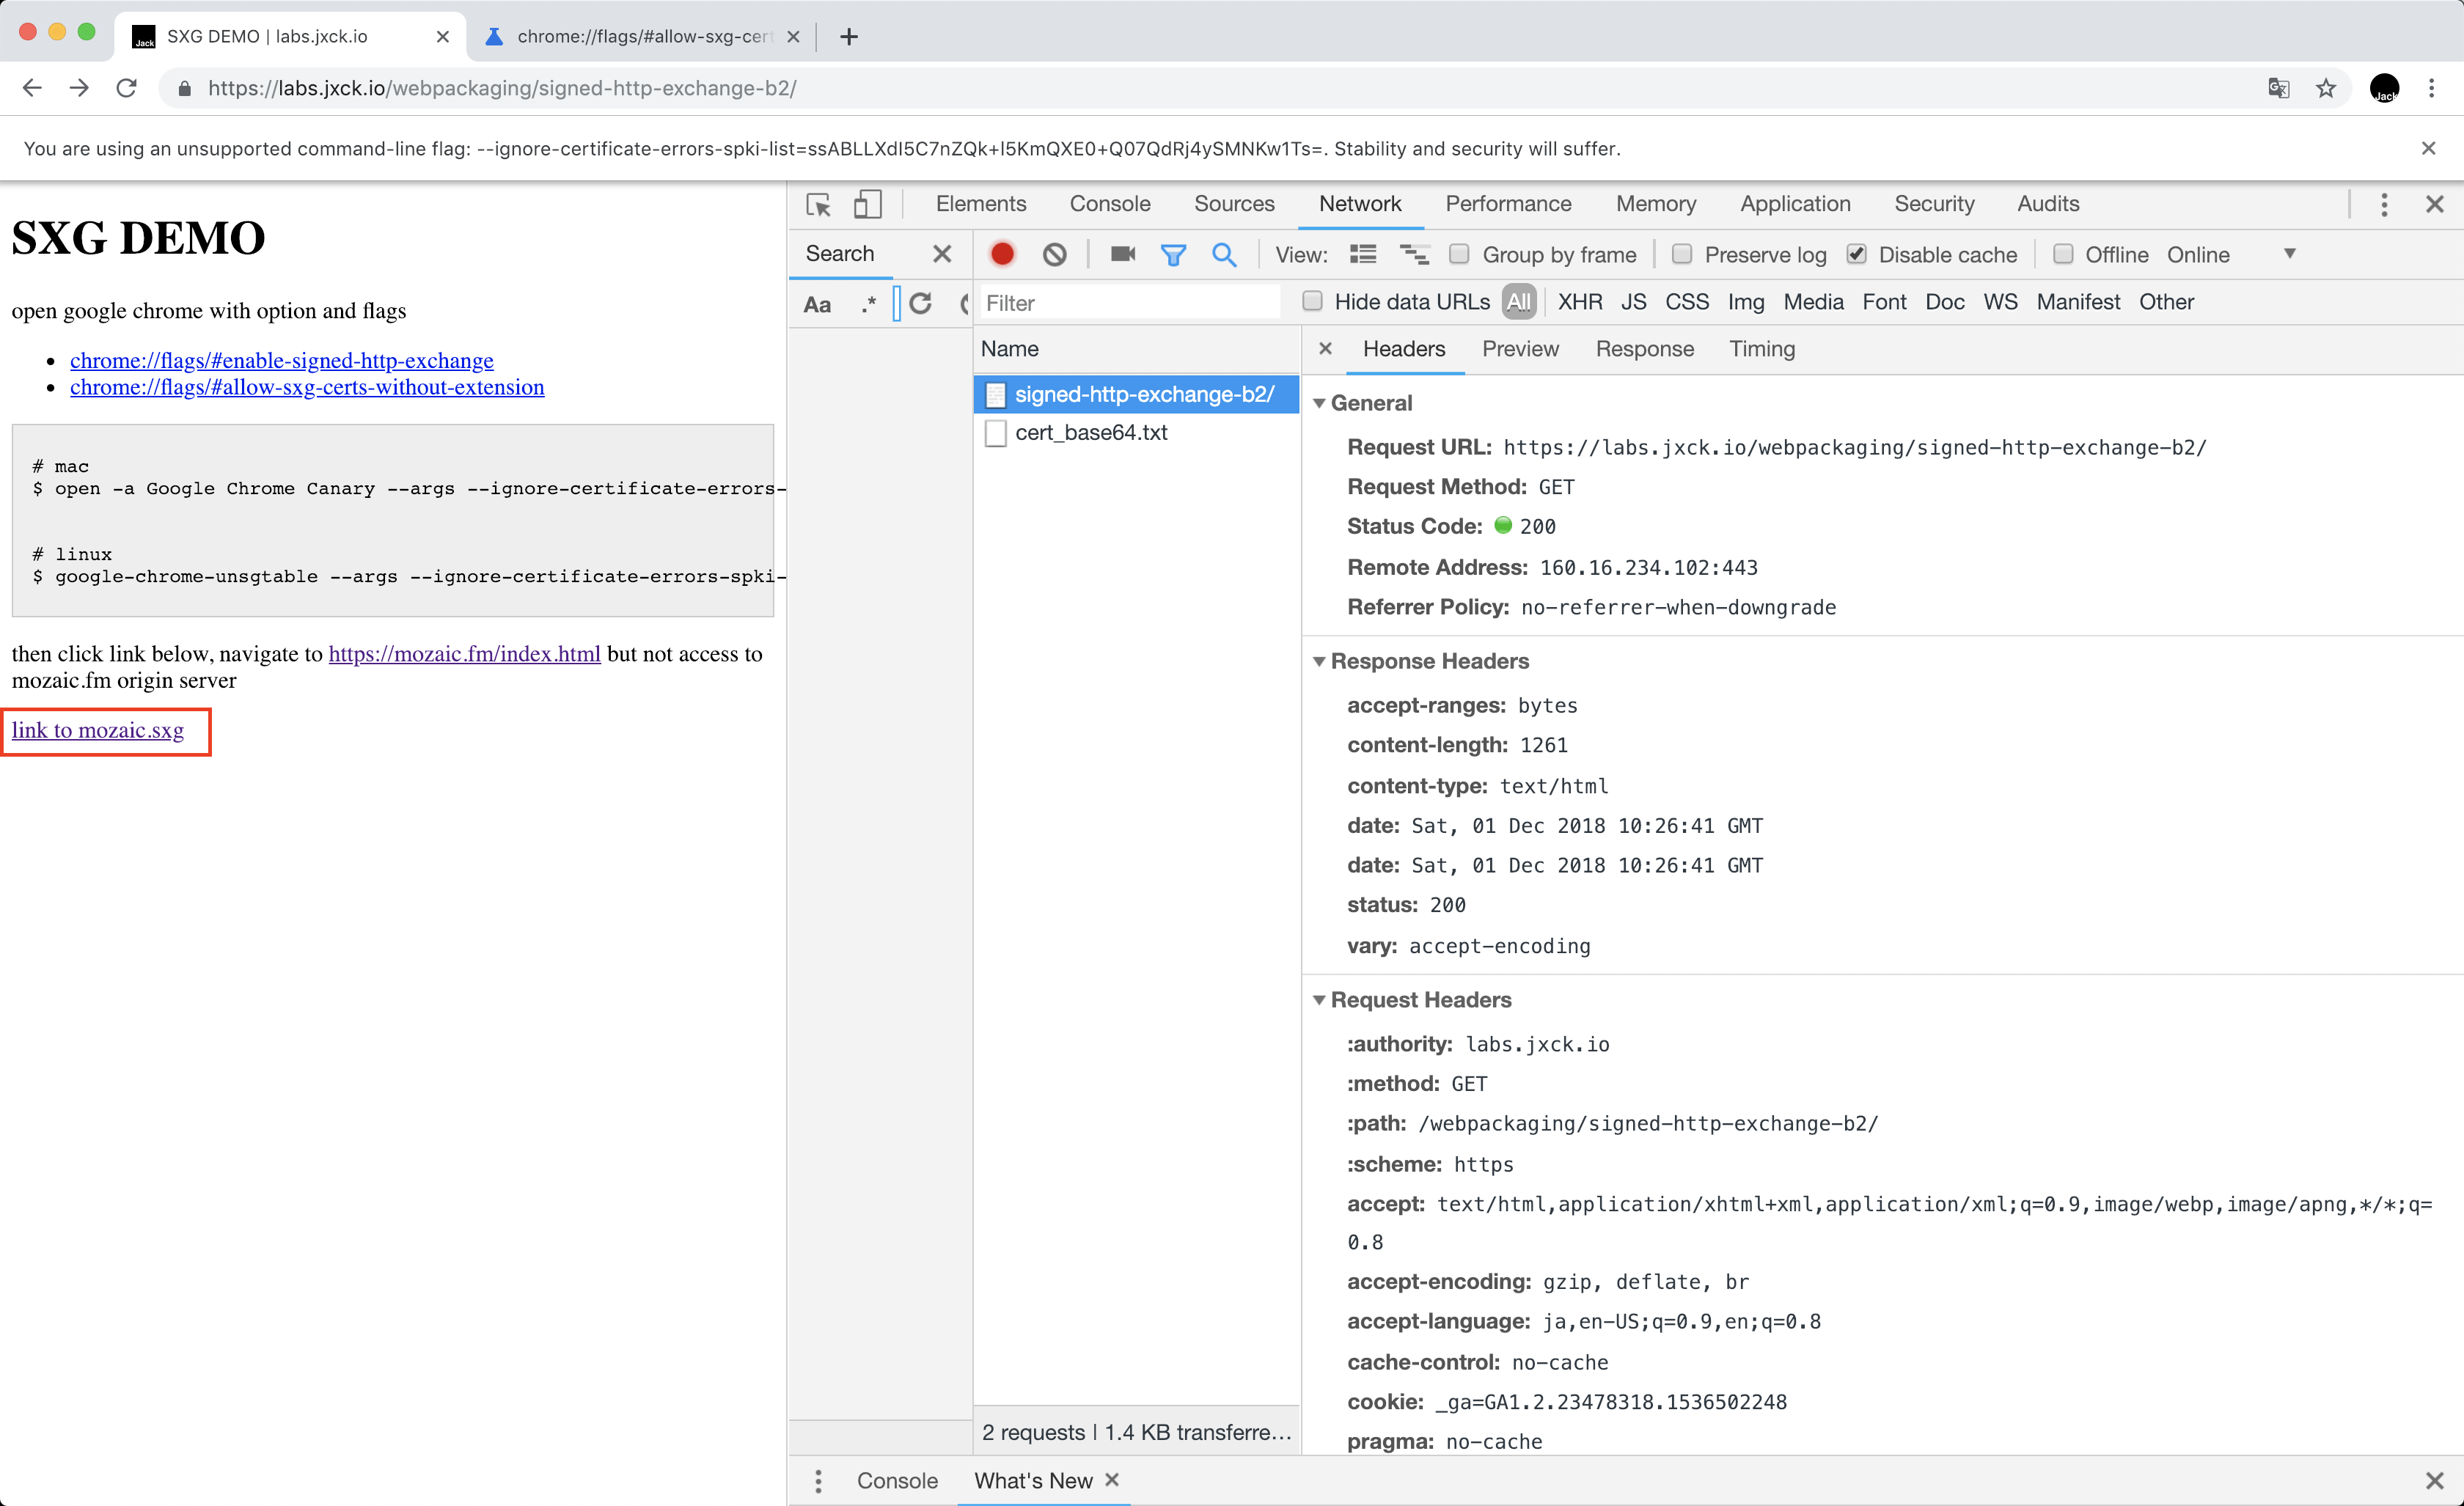 SXG DEMO | labs.jxck.io
chrome://flags/#allow-sxg-cert
https://labs.jxck.io/webpackaging/signed-http-exchange-b2/
You are using an unsupported command-line flag: --ignore-certificate-errors-spki-list=ssABLLXdI5C7nZQk+I5KmQXE0+Q07QdRj4ySMNKw1Ts=. Stability and security will suffer.
SXG DEMO
open google chrome with option and flags
chrome://flags/#enable-signed-http-exchange
chrome://flags/#allow-sxg-certs-without-extension
# mac
$ open -a Google Chrome Canary --args --ignore-certificate-errors-
# linux
$ google-chrome-unsgtable --args --ignore-certificate-errors-spki-
then click link below, navigate to https://mozaic.fm/index.html but not access to
mozaic.fm origin server
link to mozaic.sxg
Elements Console Sources Network Performance Memory Application Security Audits
Search
Aa .*
View: Group by frame Preserve log Disable cache Offline Online
Filter Hide data URLs All XHR JS CSS Img Media Font Doc WS Manifest Other
Name
signed-http-exchange-b2/
cert_base64.txt
2 requests | 1.4 KB transferre…
Headers Preview Response Timing
General
Request URL: https://labs.jxck.io/webpackaging/signed-http-exchange-b2/
Request Method: GET
Status Code: 200
Remote Address: 160.16.234.102:443
Referrer Policy: no-referrer-when-downgrade
Response Headers
accept-ranges: bytes
content-length: 1261
content-type: text/html
date: Sat, 01 Dec 2018 10:26:41 GMT
date: Sat, 01 Dec 2018 10:26:41 GMT
status: 200
vary: accept-encoding
Request Headers
:authority: labs.jxck.io
:method: GET
:path: /webpackaging/signed-http-exchange-b2/
:scheme: https
accept: text/html,application/xhtml+xml,application/xml;q=0.9,image/webp,image/apng,*/*;q=
0.8
accept-encoding: gzip, deflate, br
accept-language: ja,en-US;q=0.9,en;q=0.8
cache-control: no-cache
cookie: _ga=GA1.2.23478318.1536502248
pragma: no-cache
Console What's New